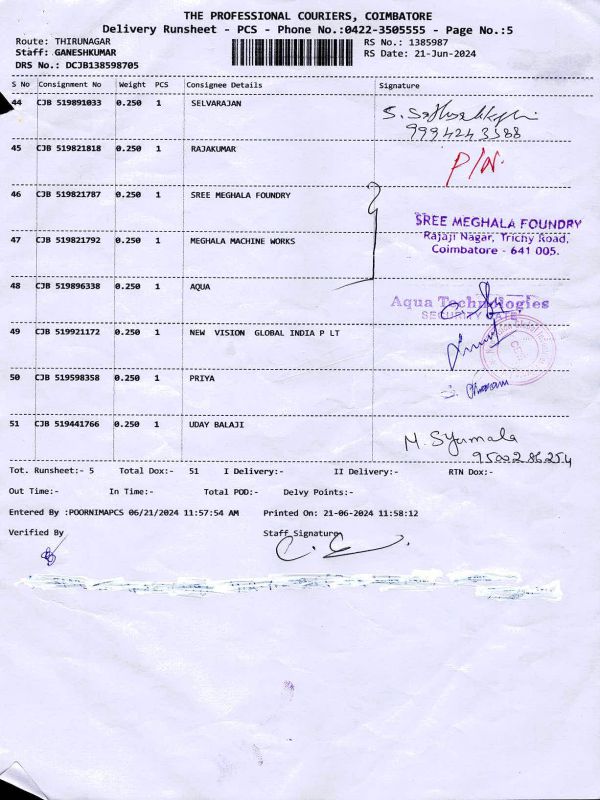 THE PROFESSIONAL COURIERS, COIMBATORE
Delivery Runsheet - PCS - Phone No.:0422-3505555 - Page No.:5
Route: THIRUNAGAR RS No.: 1385987
Staff: GANESHKUMAR RS Date: 21-Jun-2024
DRS No.: DCJB138598705
S No Consignment No Weight PCS Consignee Details Signature
44 CJB 519891033 0.250 1 SELVARAJAN
9994243388
45 CJB 519821818 0.250 1 RAJAKUMAR P/N.
46 CJB 519821787 0.250 1 SREE MEGHALA FOUNDRY
SREE MEGHALA FOUNDRY
Rajaji Nagar, Trichy Road,
Coimbatore - 641 005.
47 CJB 519821792 0.250 1 MEGHALA MACHINE WORKS
48 CJB 519896338 0.250 1 AQUA
Aqua Technologies
SECURITY GATE
49 CJB 519921172 0.250 1 NEW VISION GLOBAL INDIA P LT
50 CJB 519598358 0.250 1 PRIYA
51 CJB 519441766 0.250 1 UDAY BALAJI
M. Syamala
9500286254
Tot. Runsheet:- 5 Total Dox:- 51 I Delivery:- II Delivery:- RTN Dox:-
Out Time:- In Time:- Total POD:- Delvy Points:-
Entered By :POORNIMAPCS 06/21/2024 11:57:54 AM Printed On: 21-06-2024 11:58:12
Verified By Staff Signature